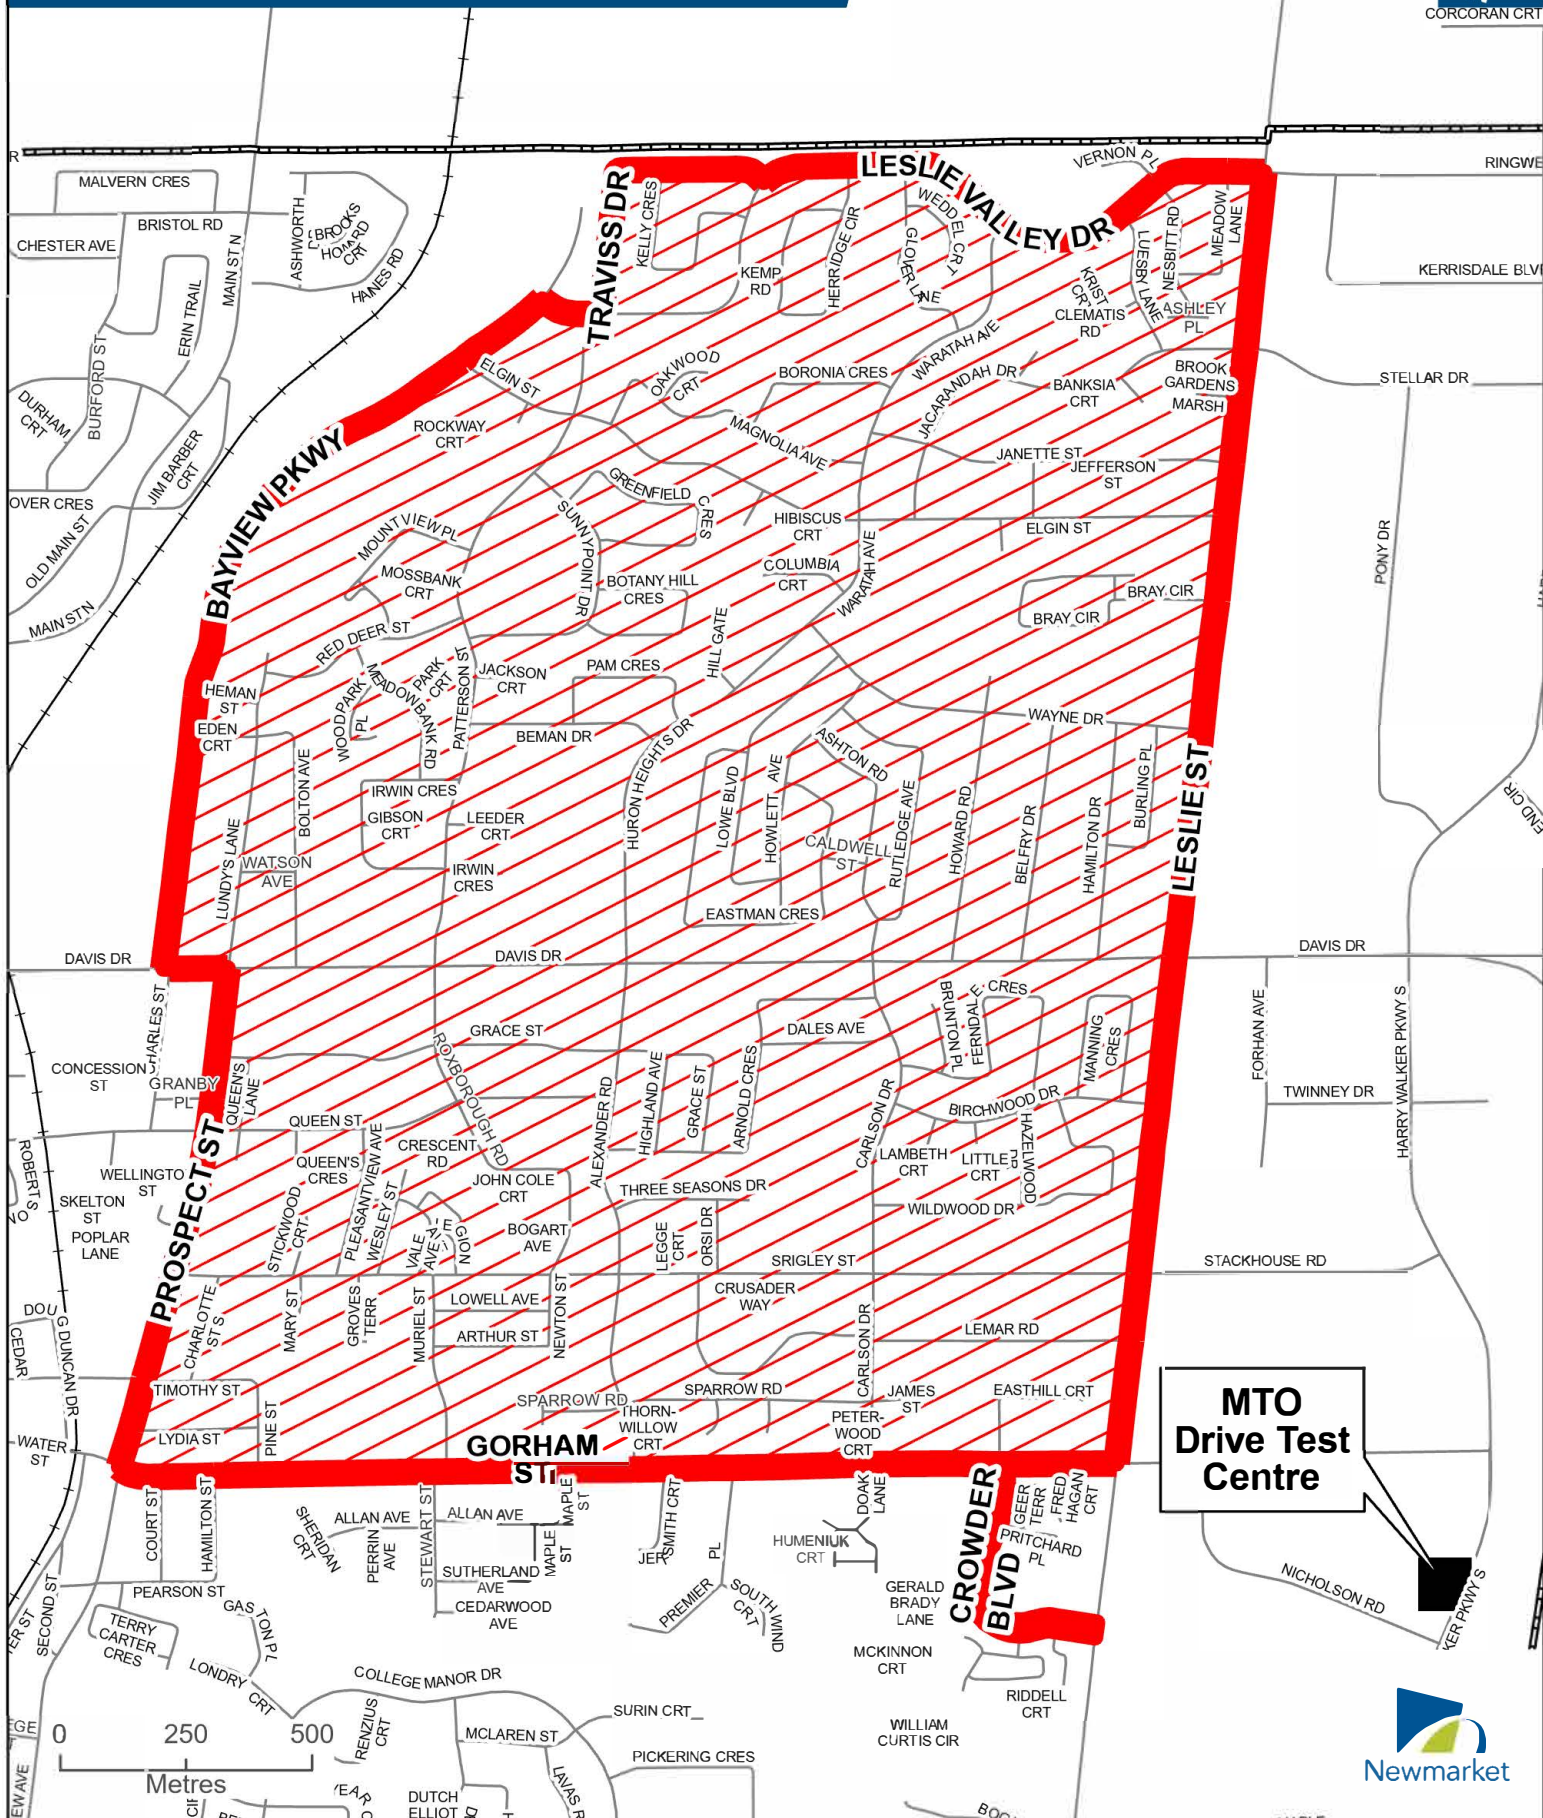 CORCORAN CRT
R
MALVERN CRES
BRISTOL RD
CHESTER AVE
ASHWORTH
BROOKS
HOWARD
CRT
MAIN ST N
HAINES RD
ERIN TRAIL
BURFORD ST
DURHAM
CRT
JIM BARBER
CRT
OVER CRES
OLD MAIN ST
MAIN ST N
VERNON PL
RINGWE
LESLIE VALLEY DR
TRAVISS DR
KELLY CRES
KEMP
RD
HERRIDGE CIR
WEDDEL CRT
GLOVER LANE
LUESBY LANE
NESBITT RD
MEADOW
LANE
KERRISDALE BLV
KRIST
CRT
CLEMATIS
RD
ASHLEY
PL
ELGIN ST
OAKWOOD
CRT
BORONIA CRES
WARATAH AVE
JACARANDAH DR
BANKSIA
CRT
BROOK
GARDENS
MARSH
STELLAR DR
ROCKWAY
CRT
MAGNOLIA AVE
BAYVIEW PKWY
JANETTE ST
JEFFERSON
ST
GREENFIELD
CRES
SUNNYPOINT DR
MOUNTVIEW PL
HIBISCUS
CRT
ELGIN ST
PONY DR
MOSSBANK
CRT
BOTANY HILL
CRES
COLUMBIA
CRT
WARATAH AVE
WARATAH
BRAY CIR
BRAY CIR
RED DEER ST
HILL GATE
PARK
CRT
PATTERSON ST
JACKSON
CRT
PAM CRES
MEADOWBANK RD
HEMAN
ST
WOODPARK
PL
EDEN
CRT
BEMAN DR
HURON HEIGHTS DR
WAYNE DR
ASHTON RD
LESLIE ST
BOLTON AVE
IRWIN CRES
GIBSON
CRT
LEEDER
CRT
LOWE BLVD
HOWLETT AVE
CALDWELL
ST
RUTLEDGE AVE
HOWARD RD
BELFRY DR
HAMILTON DR
BURLING PL
END CIR
LUNDY'S LANE
WATSON
AVE
IRWIN
CRES
EASTMAN CRES
DAVIS DR
DAVIS DR
DAVIS DR
HARLES ST
CONCESSION
ST
GRANBY
PL
QUEEN'S
LANE
GRACE ST
ROXBOROUGH RD
DALES AVE
BRUNTON PL
FERNDALE CRES
MANNING
CRES
FORHAN AVE
HARRY WALKER PKWY S
TWINNEY DR
ALEXANDER RD
HIGHLAND AVE
GRACE ST
ARNOLD CRES
CARLSON DR
BIRCHWOOD DR
QUEEN ST
PROSPECT ST
QUEEN'S
CRES
PLEASANTVIEW AVE
CRESCENT
RD
LAMBETH
CRT
LITTLE
CRT
HAZELWOOD
DR
ROBERT S
WELLINGTO
ST
SKELTON
ST
POPLAR
LANE
STICKWOOD
CRT
WESLEY ST
JOHN COLE
CRT
THREE SEASONS DR
WILDWOOD DR
VALE
AVE
GION
BOGART
AVE
LEGGE
CRT
ORSI DR
SRIGLEY ST
STACKHOUSE RD
CRUSADER
WAY
DOUG DUNCAN DR
CEDAR
CHARLOTTE
ST S
MARY ST
GROVES
TERR
MURIEL ST
LOWELL AVE
ARTHUR ST
NEWTON ST
CARLSON DR
LEMAR RD
TIMOTHY ST
SPARROW RD
SPARROW RD
JAMES
ST
EASTHILL CRT
MTO
Drive Test
Centre
WATER
ST
LYDIA ST
PINE ST
THORN-
WILLOW
CRT
PETER-
WOOD
CRT
GORHAM
ST
COURT ST
HAMILTON ST
SHERIDAN
CRT
ALLAN AVE
PERRIN
AVE
STEWART ST
ALLAN AVE
MAPLE
ST
MAPLE
ST
SMITH CRT
JER
PL
DOAK
LANE
HUMENIUK
CRT
CROWDER
BLVD
GEER
TERR
FRED
HAGAN
CRT
PRITCHARD
PL
SUTHERLAND
AVE
CEDARWOOD
AVE
PREMIER
SOUTH WIND
CRT
GERALD
BRADY
LANE
NICHOLSON RD
KER PKWY S
PEARSON ST
SECOND ST
ER ST
TERRY
CARTER
CRES
GASTON PL
LONDRY CRT
COLLEGE MANOR DR
MCKINNON
CRT
RIDDELL
CRT
SURIN CRT
WILLIAM
CURTIS CIR
RENZIUS
CRT
MCLAREN ST
PICKERING CRES
LAVAS R
DUTCH
ELLIOT
YEAR
EGE
EW AVE
0 250 500
Metres
Newmarket